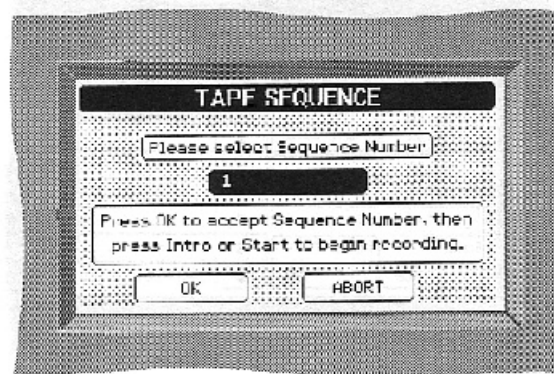 TAPE SEQUENCE
Please select Sequence Number
1
Press OK to accept Sequence Number, then
press Intro or Start to begin recording.
OK
ABORT